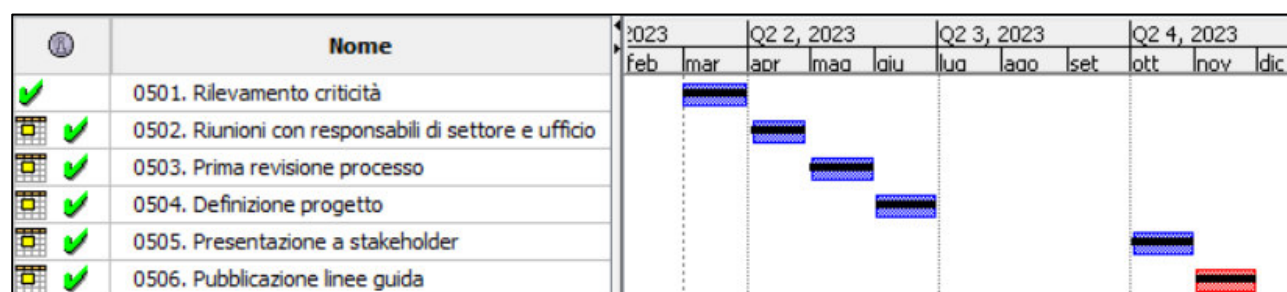 Nome
2023 Q2 2, 2023 Q2 3, 2023 Q2 4, 2023
feb mar apr mag giu lug ago set ott nov dic
0501. Rilevamento criticità
0502. Riunioni con responsabili di settore e ufficio
0503. Prima revisione processo
0504. Definizione progetto
0505. Presentazione a stakeholder
0506. Pubblicazione linee guida